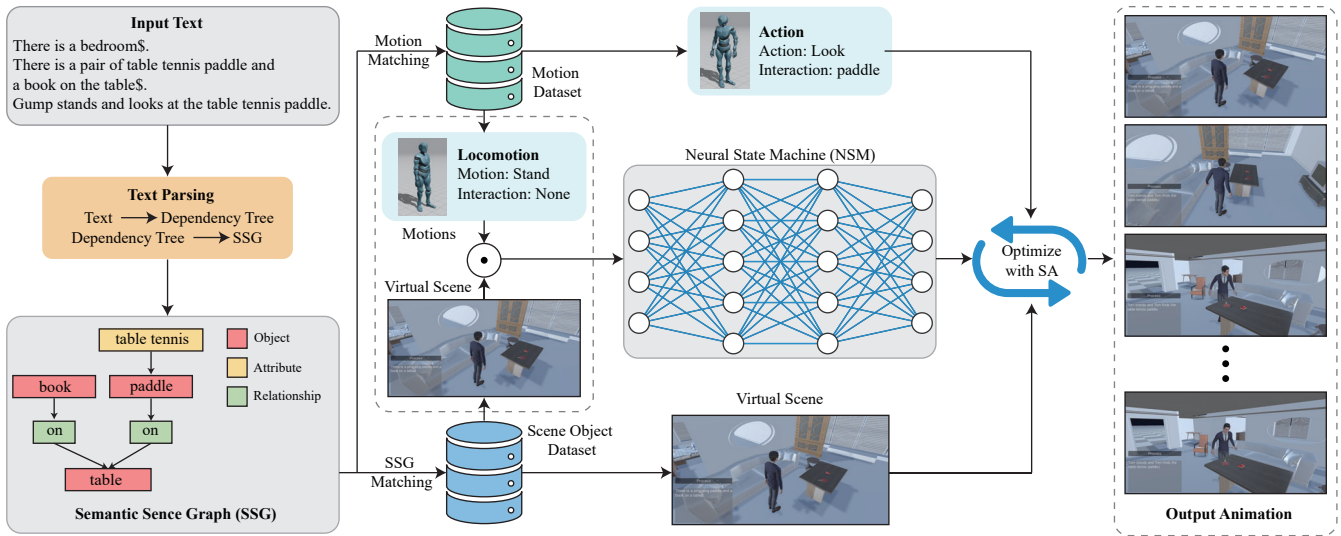 Input Text
There is a bedroom$.
There is a pair of table tennis paddle and
a book on the table$.
Gump stands and looks at the table tennis paddle.
Text Parsing
Text
Dependency Tree
Dependency Tree
SSG
table tennis
book
paddle
on
on
table
Object
Attribute
Relationship
Semantic Sence Graph (SSG)
Motion
Matching
Motion
Dataset
Locomotion
Motion: Stand
Interaction: None
Motions
Virtual Scene
SSG
Matching
Scene Object
Dataset
Action
Action: Look
Interaction: paddle
Neural State Machine (NSM)
Virtual Scene
Optimize
with SA
Output Animation